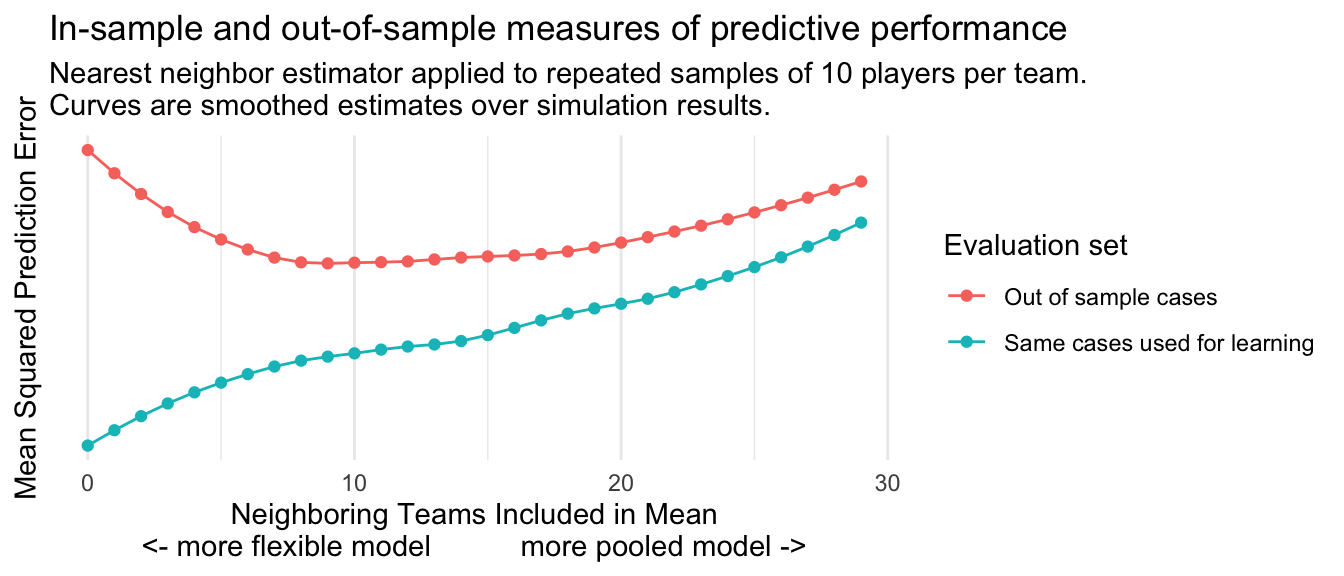 In-sample and out-of-sample measures of predictive performance
Nearest neighbor estimator applied to repeated samples of 10 players per team.
Curves are smoothed estimates over simulation results.
Mean Squared Prediction Error
0 10 20 30
Neighboring Teams Included in Mean
<- more flexible model more pooled model ->
Evaluation set
Out of sample cases
Same cases used for learning